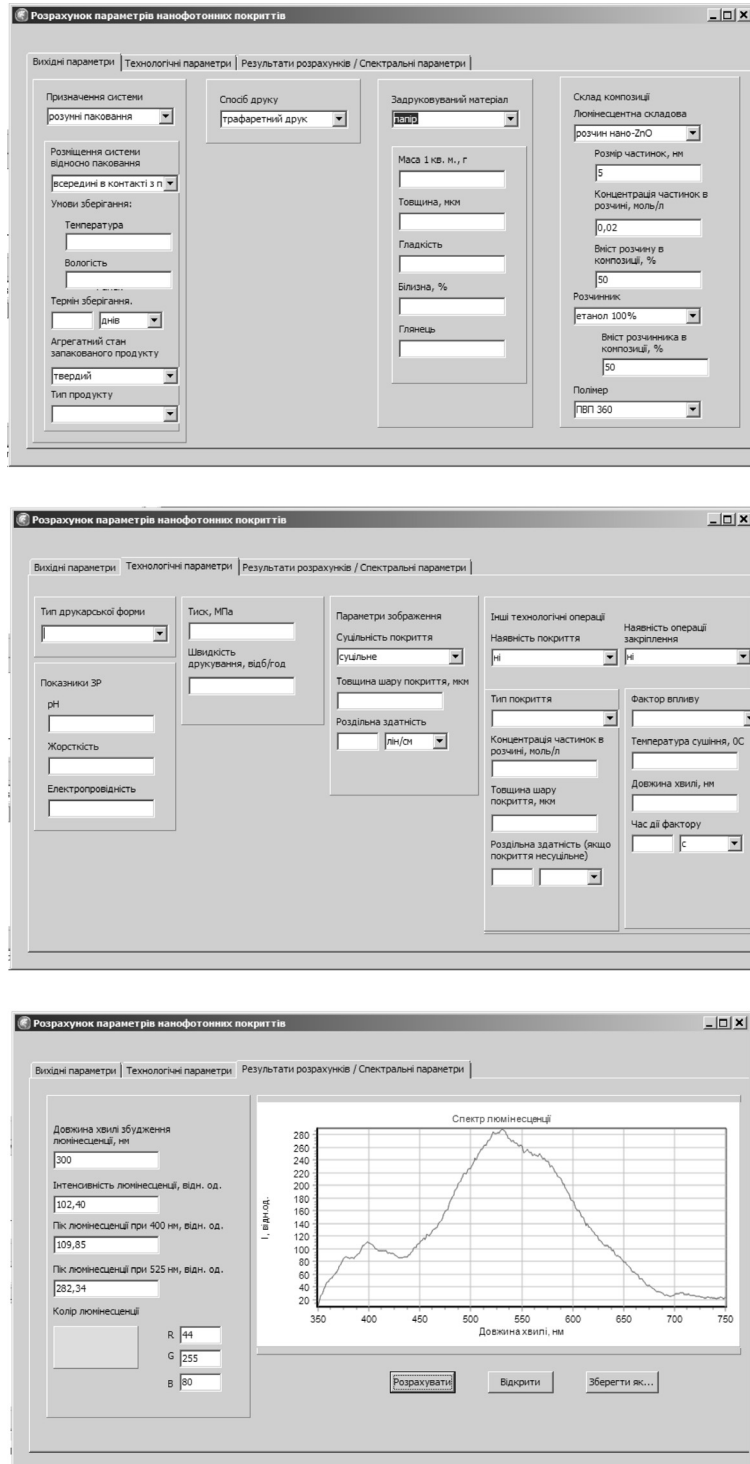 Розрахунок параметрів нанофотонних покриттів
Вихідні параметри
Технологічні параметри
Результати розрахунків / Спектральні параметри
Призначення системи
розумні паковання
Розміщення системи
відносно паковання
всередині в контакті з п
Умови зберігання:
Температура
Вологість
Термін зберігання.
днів
Агрегатний стан
запакованого продукту
твердий
Тип продукту
Спосіб друку
трафаретний друк
Задруковуваний матеріал
папір
Маса 1 кв. м., г
Товщина, мкм
Гладкість
Білизна, %
Глянець
Склад композиції
Люмінесцентна складова
розчин нано-ZnO
Розмір частинок, нм
5
Концентрація частинок в
розчині, моль/л
0,02
Вміст розчину в
композиції, %
50
Розчинник
етанол 100%
Вміст розчинника в
композиції, %
50
Полімер
ПВП 360
Розрахунок параметрів нанофотонних покриттів
Вихідні параметри
Технологічні параметри
Результати розрахунків / Спектральні параметри
Тип друкарської форми
Показники ЗР
pH
Жорсткість
Електропровідність
Тиск, МПа
Швидкість
друкування, відб/год
Параметри зображення
Суцільність покриття
суцільне
Товщина шару покриття, мкм
Роздільна здатність
лін/см
Інші технологічні операції
Наявність покриття
ні
Наявність операції
закріплення
ні
Тип покриття
Концентрація частинок в
розчині, моль/л
Товщина шару
покриття, мкм
Роздільна здатність (якщо
покриття несуцільне)
Фактор впливу
Температура сушіння, 0С
Довжина хвилі, нм
Час дії фактору
с
Розрахунок параметрів нанофотонних покриттів
Вихідні параметри
Технологічні параметри
Результати розрахунків / Спектральні параметри
Довжина хвилі збудження
люмінесценції, нм
300
Інтенсивність люмінесценції, відн. од.
102,40
Пік люмінесценції при 400 нм, відн. од.
109,85
Пік люмінесценції при 525 нм, відн. од.
282,34
Колір люмінесценції
R 44
G 255
B 80
Спектр люмінесценції
І, відн.од.
280
260
240
220
200
180
160
140
120
100
80
60
40
20
350 400 450 500 550 600 650 700 750
Довжина хвилі, нм
Розрахувати
Відкрити
Зберегти як...